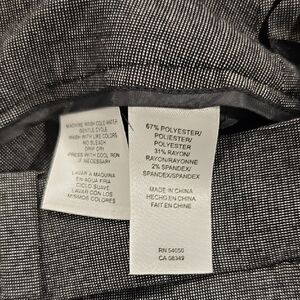 MACHINE WASH COLD WATER
GENTLE CYCLE
WASH WITH LIKE COLORS
NO BLEACH
DRIP DRY
PRESS WITH COOL IRON
IF NECESSARY
LAVAR A MAQUINA
EN AGUA FRIA
CICLO SUAVE
LAVAR CON LOS
MISMOS COLORES
67% POLYESTER/
POLIESTER/
POLYESTER
31% RAYON/
RAYON/RAYONNE
2% SPANDEX/
SPANDEX/SPANDEX
MADE IN CHINA
HECHO EN CHINA
FAIT EN CHINE
RN 54050
CA 08349